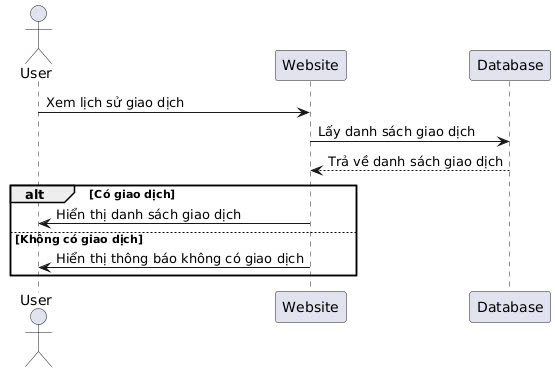 User
Website
Database
Xem lịch sử giao dịch
Lấy danh sách giao dịch
Trả về danh sách giao dịch
alt [Có giao dịch]
Hiển thị danh sách giao dịch
[Không có giao dịch]
Hiển thị thông báo không có giao dịch
User
Website
Database